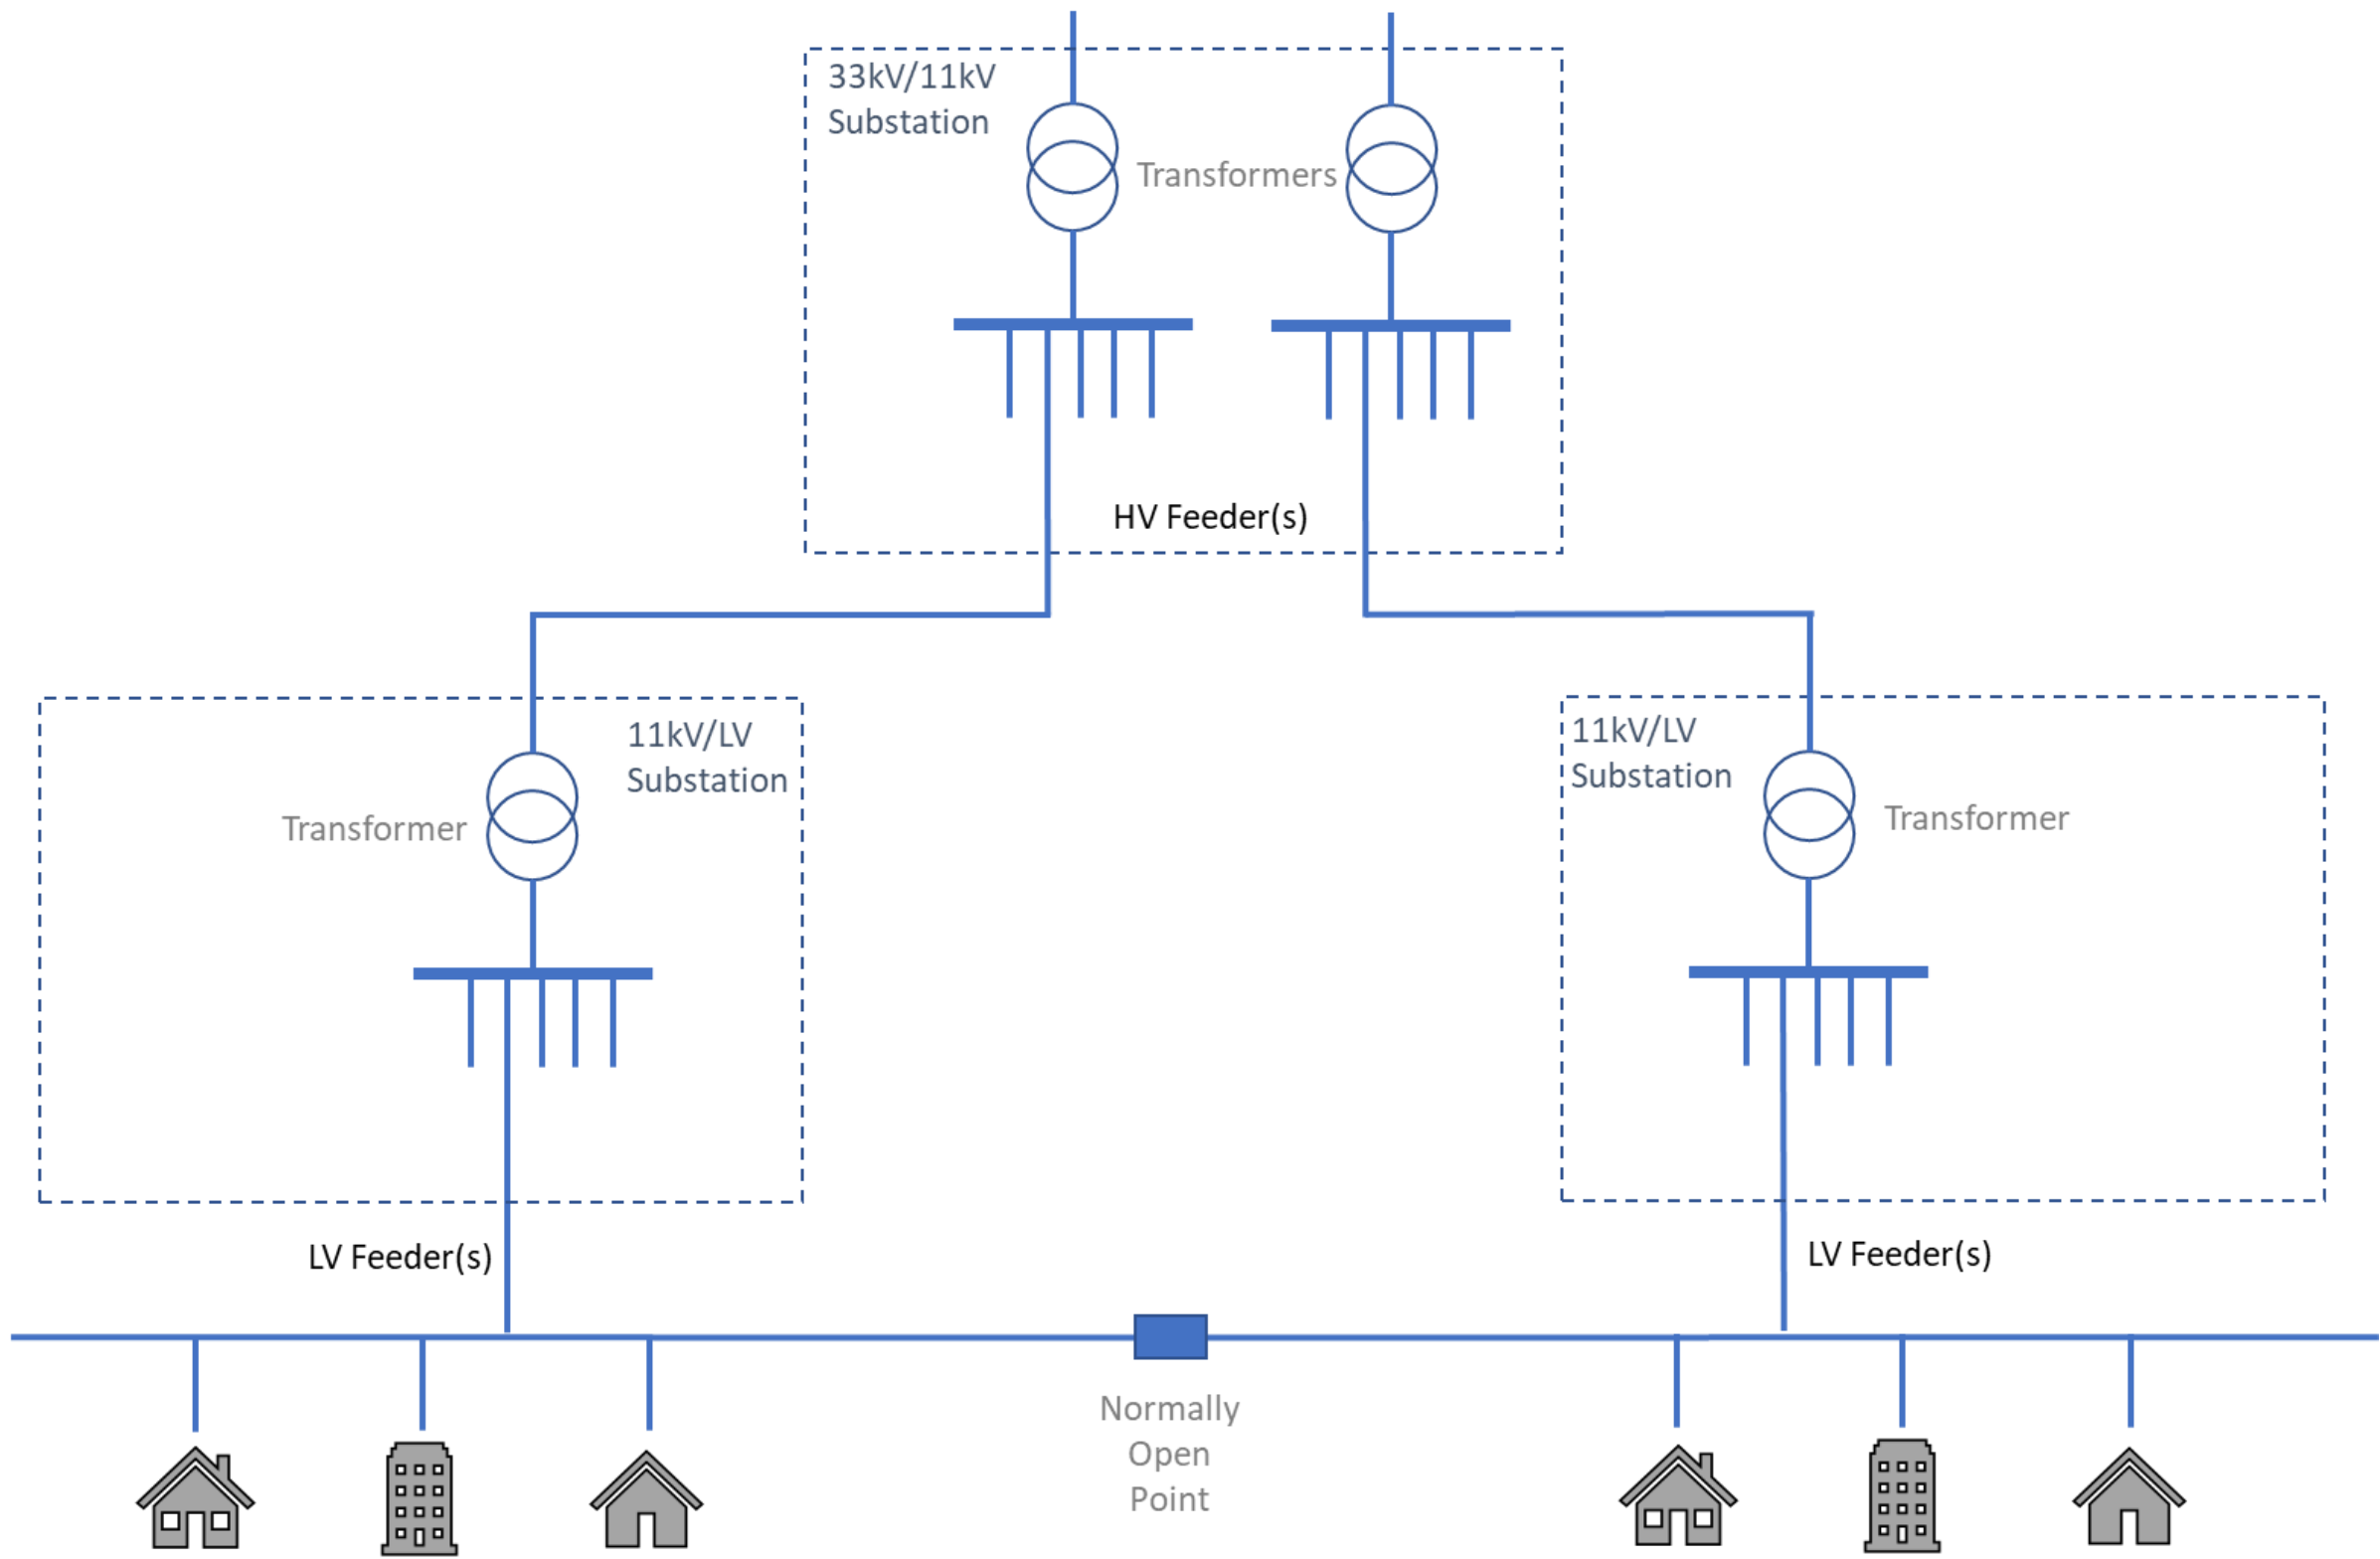 33kV/11kV
Substation
Transformers
HV Feeder(s)
11kV/LV
Substation
Transformer
11kV/LV
Substation
Transformer
LV Feeder(s)
LV Feeder(s)
Normally
Open
Point